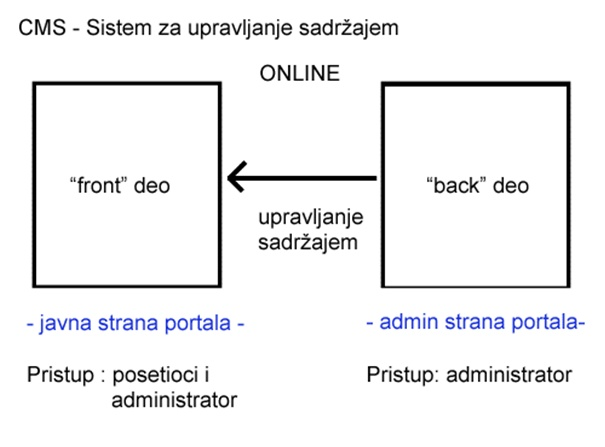 CMS - Sistem za upravljanje sadržajem
ONLINE
“front” deo
“back” deo
upravljanje
sadržajem
- javna strana portala -
- admin strana portala-
Pristup : posetioci i
administrator
Pristup: administrator